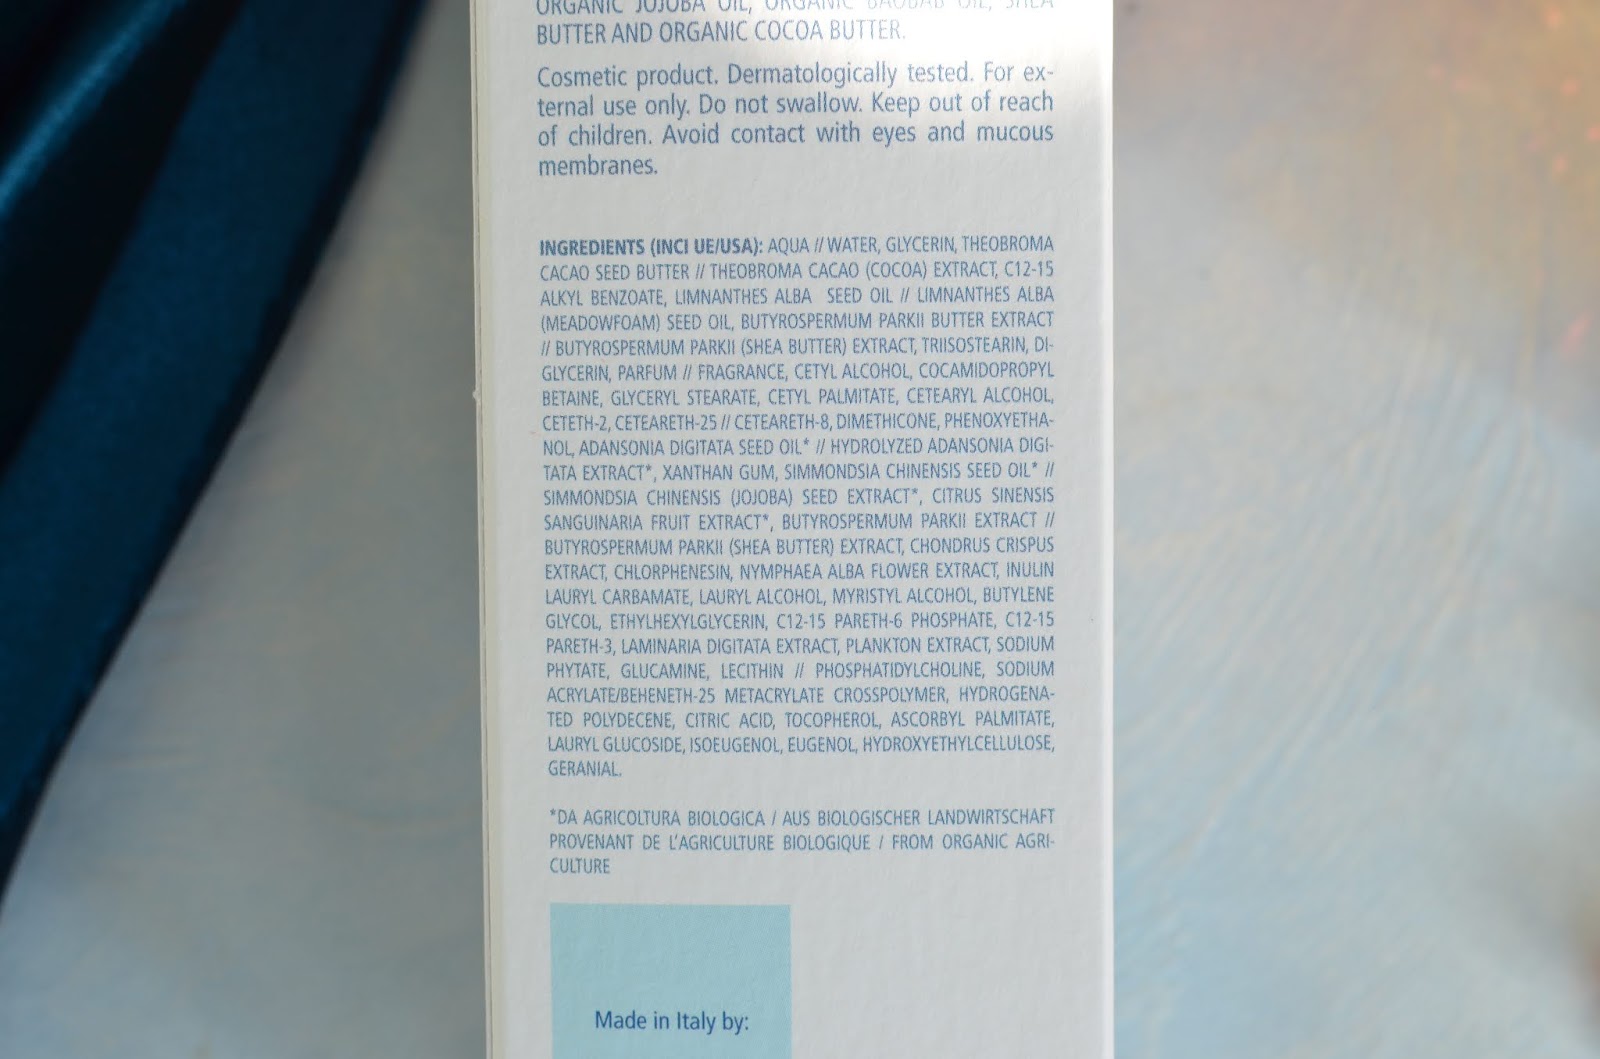 ORGANIC JOJOBA OIL, ORGANIC BAOBAB OIL, SHEA
BUTTER AND ORGANIC COCOA BUTTER.
Cosmetic product. Dermatologically tested. For ex-
ternal use only. Do not swallow. Keep out of reach
of children. Avoid contact with eyes and mucous
membranes.
INGREDIENTS (INCI UE/USA): AQUA // WATER, GLYCERIN, THEOBROMA
CACAO SEED BUTTER // THEOBROMA CACAO (COCOA) EXTRACT, C12-15
ALKYL BENZOATE, LIMNANTHES ALBA SEED OIL // LIMNANTHES ALBA
(MEADOWFOAM) SEED OIL, BUTYROSPERMUM PARKII BUTTER EXTRACT
// BUTYROSPERMUM PARKII (SHEA BUTTER) EXTRACT, TRIISOSTEARIN, DI-
GLYCERIN, PARFUM // FRAGRANCE, CETYL ALCOHOL, COCAMIDOPROPYL
BETAINE, GLYCERYL STEARATE, CETYL PALMITATE, CETEARYL ALCOHOL,
CETETH-2, CETEARETH-25 // CETEARETH-8, DIMETHICONE, PHENOXYETHA-
NOL, ADANSONIA DIGITATA SEED OIL* // HYDROLYZED ADANSONIA DIGI-
TATA EXTRACT*, XANTHAN GUM, SIMMONDSIA CHINENSIS SEED OIL* //
SIMMONDSIA CHINENSIS (JOJOBA) SEED EXTRACT*, CITRUS SINENSIS
SANGUINARIA FRUIT EXTRACT*, BUTYROSPERMUM PARKII EXTRACT //
BUTYROSPERMUM PARKII (SHEA BUTTER) EXTRACT, CHONDRUS CRISPUS
EXTRACT, CHLORPHENESIN, NYMPHAEA ALBA FLOWER EXTRACT, INULIN
LAURYL CARBAMATE, LAURYL ALCOHOL, MYRISTYL ALCOHOL, BUTYLENE
GLYCOL, ETHYLHEXYLGLYCERIN, C12-15 PARETH-6 PHOSPHATE, C12-15
PARETH-3, LAMINARIA DIGITATA EXTRACT, PLANKTON EXTRACT, SODIUM
PHYTATE, GLUCAMINE, LECITHIN // PHOSPHATIDYLCHOLINE, SODIUM
ACRYLATE/BEHENETH-25 METACRYLATE CROSSPOLYMER, HYDROGENA-
TED POLYDECENE, CITRIC ACID, TOCOPHEROL, ASCORBYL PALMITATE,
LAURYL GLUCOSIDE, ISOEUGENOL, EUGENOL, HYDROXYETHYLCELLULOSE,
GERANIAL.
*DA AGRICOLTURA BIOLOGICA / AUS BIOLOGISCHER LANDWIRTSCHAFT
PROVENANT DE L'AGRICULTURE BIOLOGIQUE / FROM ORGANIC AGRI-
CULTURE
Made in Italy by: